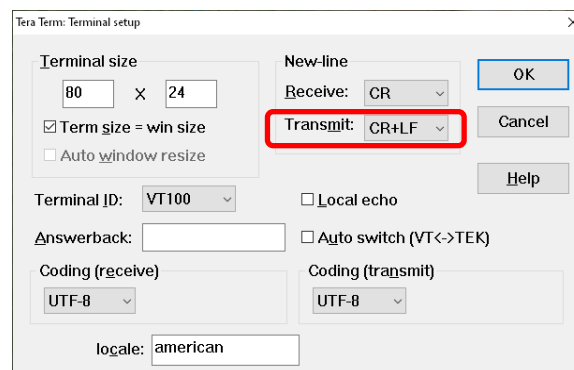 Tera Term: Terminal setup
Terminal size
80 X 24
Term size = win size
Auto window resize
New-line
Receive: CR
Transmit: CR+LF
OK
Cancel
Help
Terminal ID: VT100
Local echo
Answerback:
Auto switch (VT<->TEK)
Coding (receive)
UTF-8
Coding (transmit)
UTF-8
locale: american